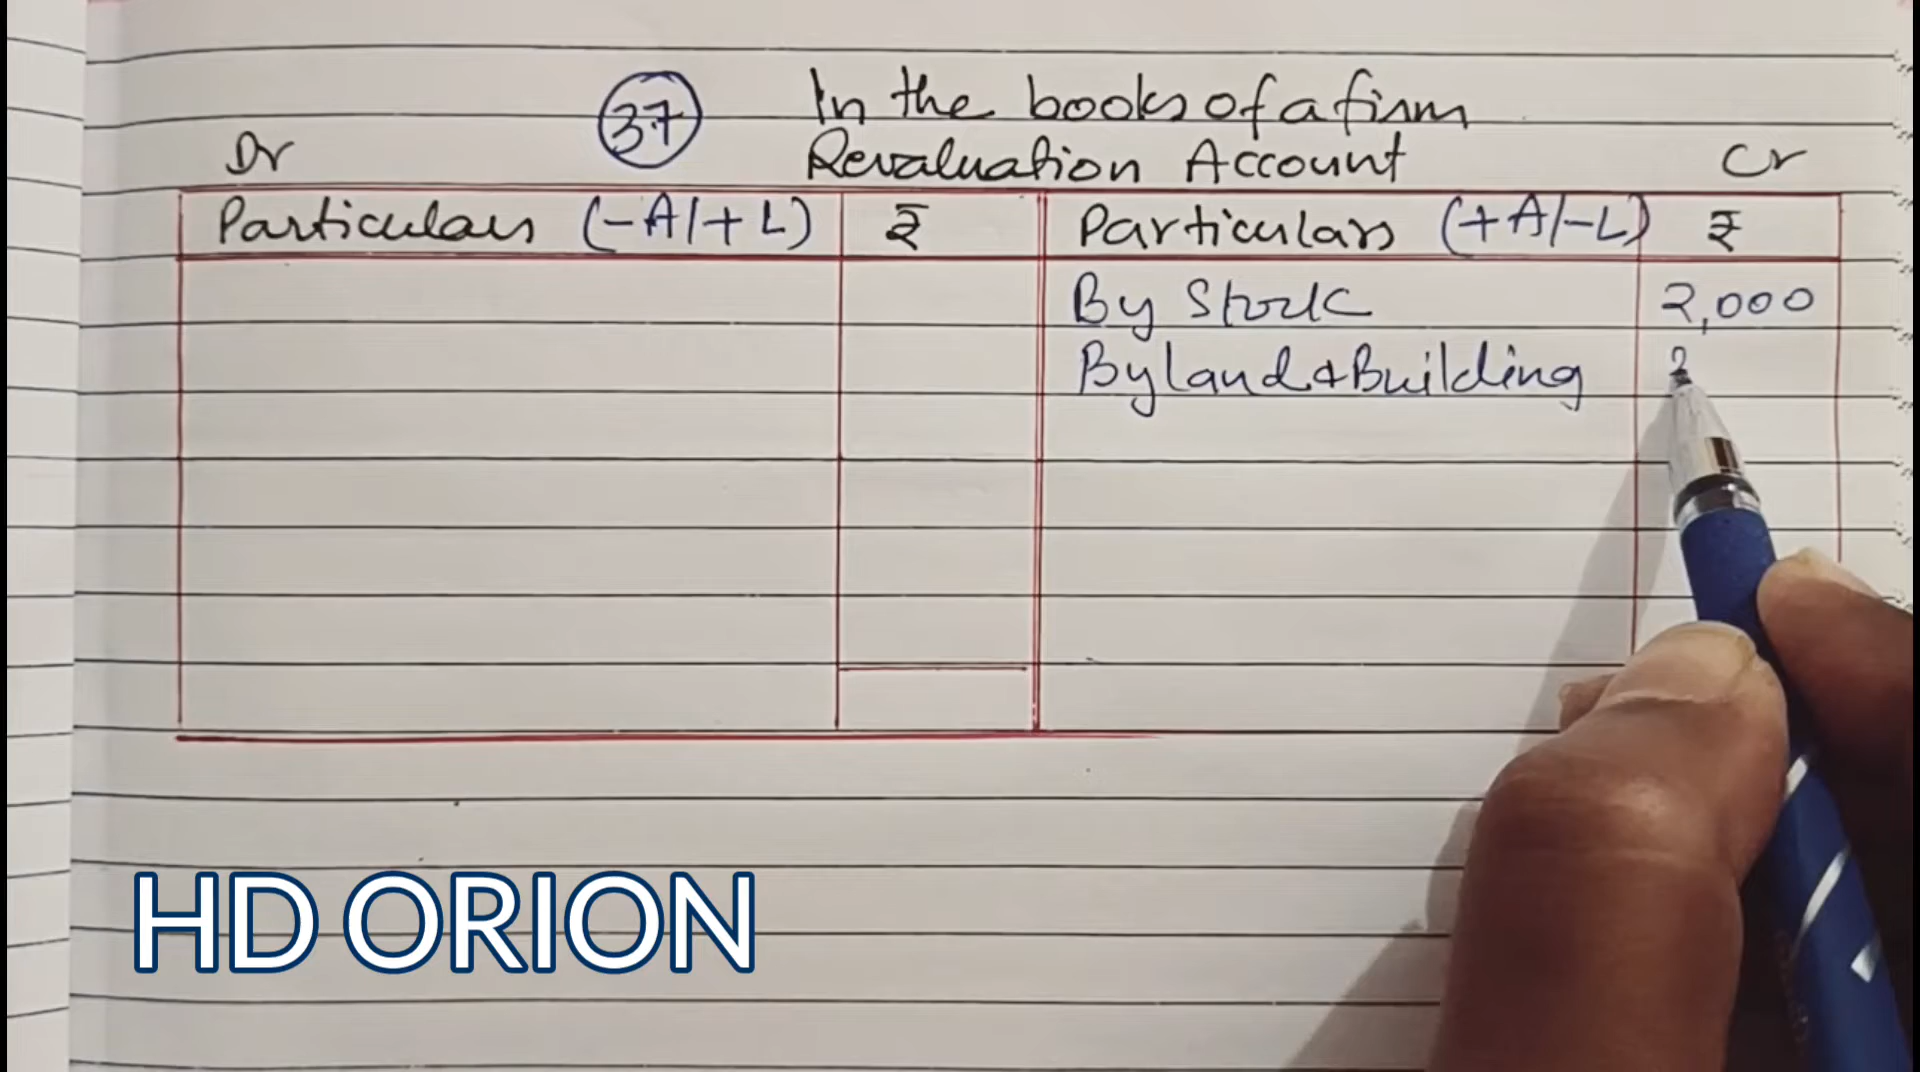 37 In the books of a firm
Dr Revaluation Account Cr
Particulars (-A/+L) ₹ Particulars (+A/-L) ₹
By Stock 2,000
By land & Building 2
HD ORION